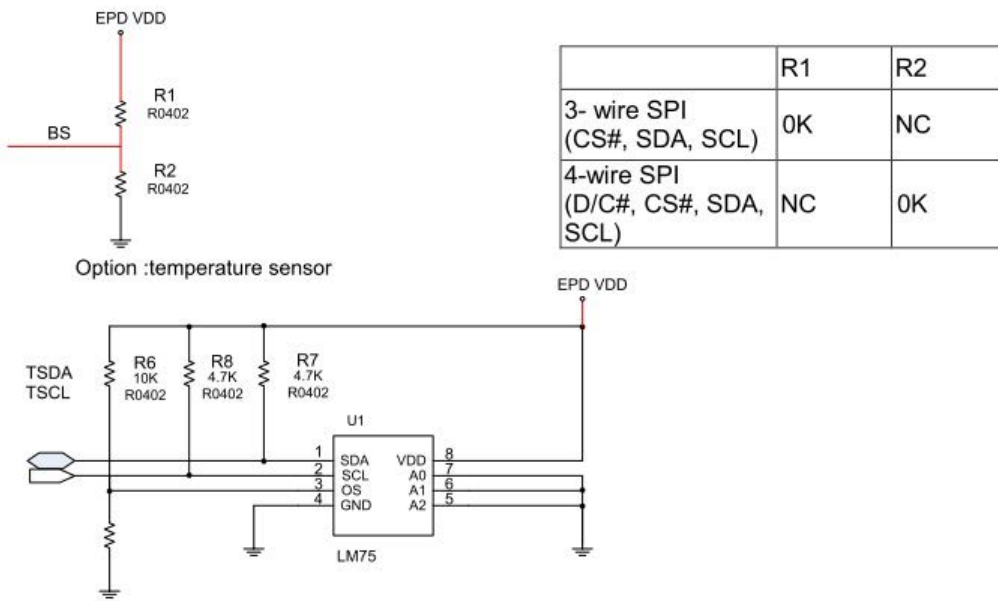 EPD VDD
R1
R0402
BS
R2
R0402
Option :temperature sensor
R1 R2
3- wire SPI
(CS#, SDA, SCL) 0K NC
4-wire SPI
(D/C#, CS#, SDA,
SCL) NC 0K
EPD VDD
TSDA
TSCL
R6
10K
R0402
R8
4.7K
R0402
R7
4.7K
R0402
U1
1 SDA VDD 8
2 SCL A0 7
3 OS A1 6
4 GND A2 5
LM75